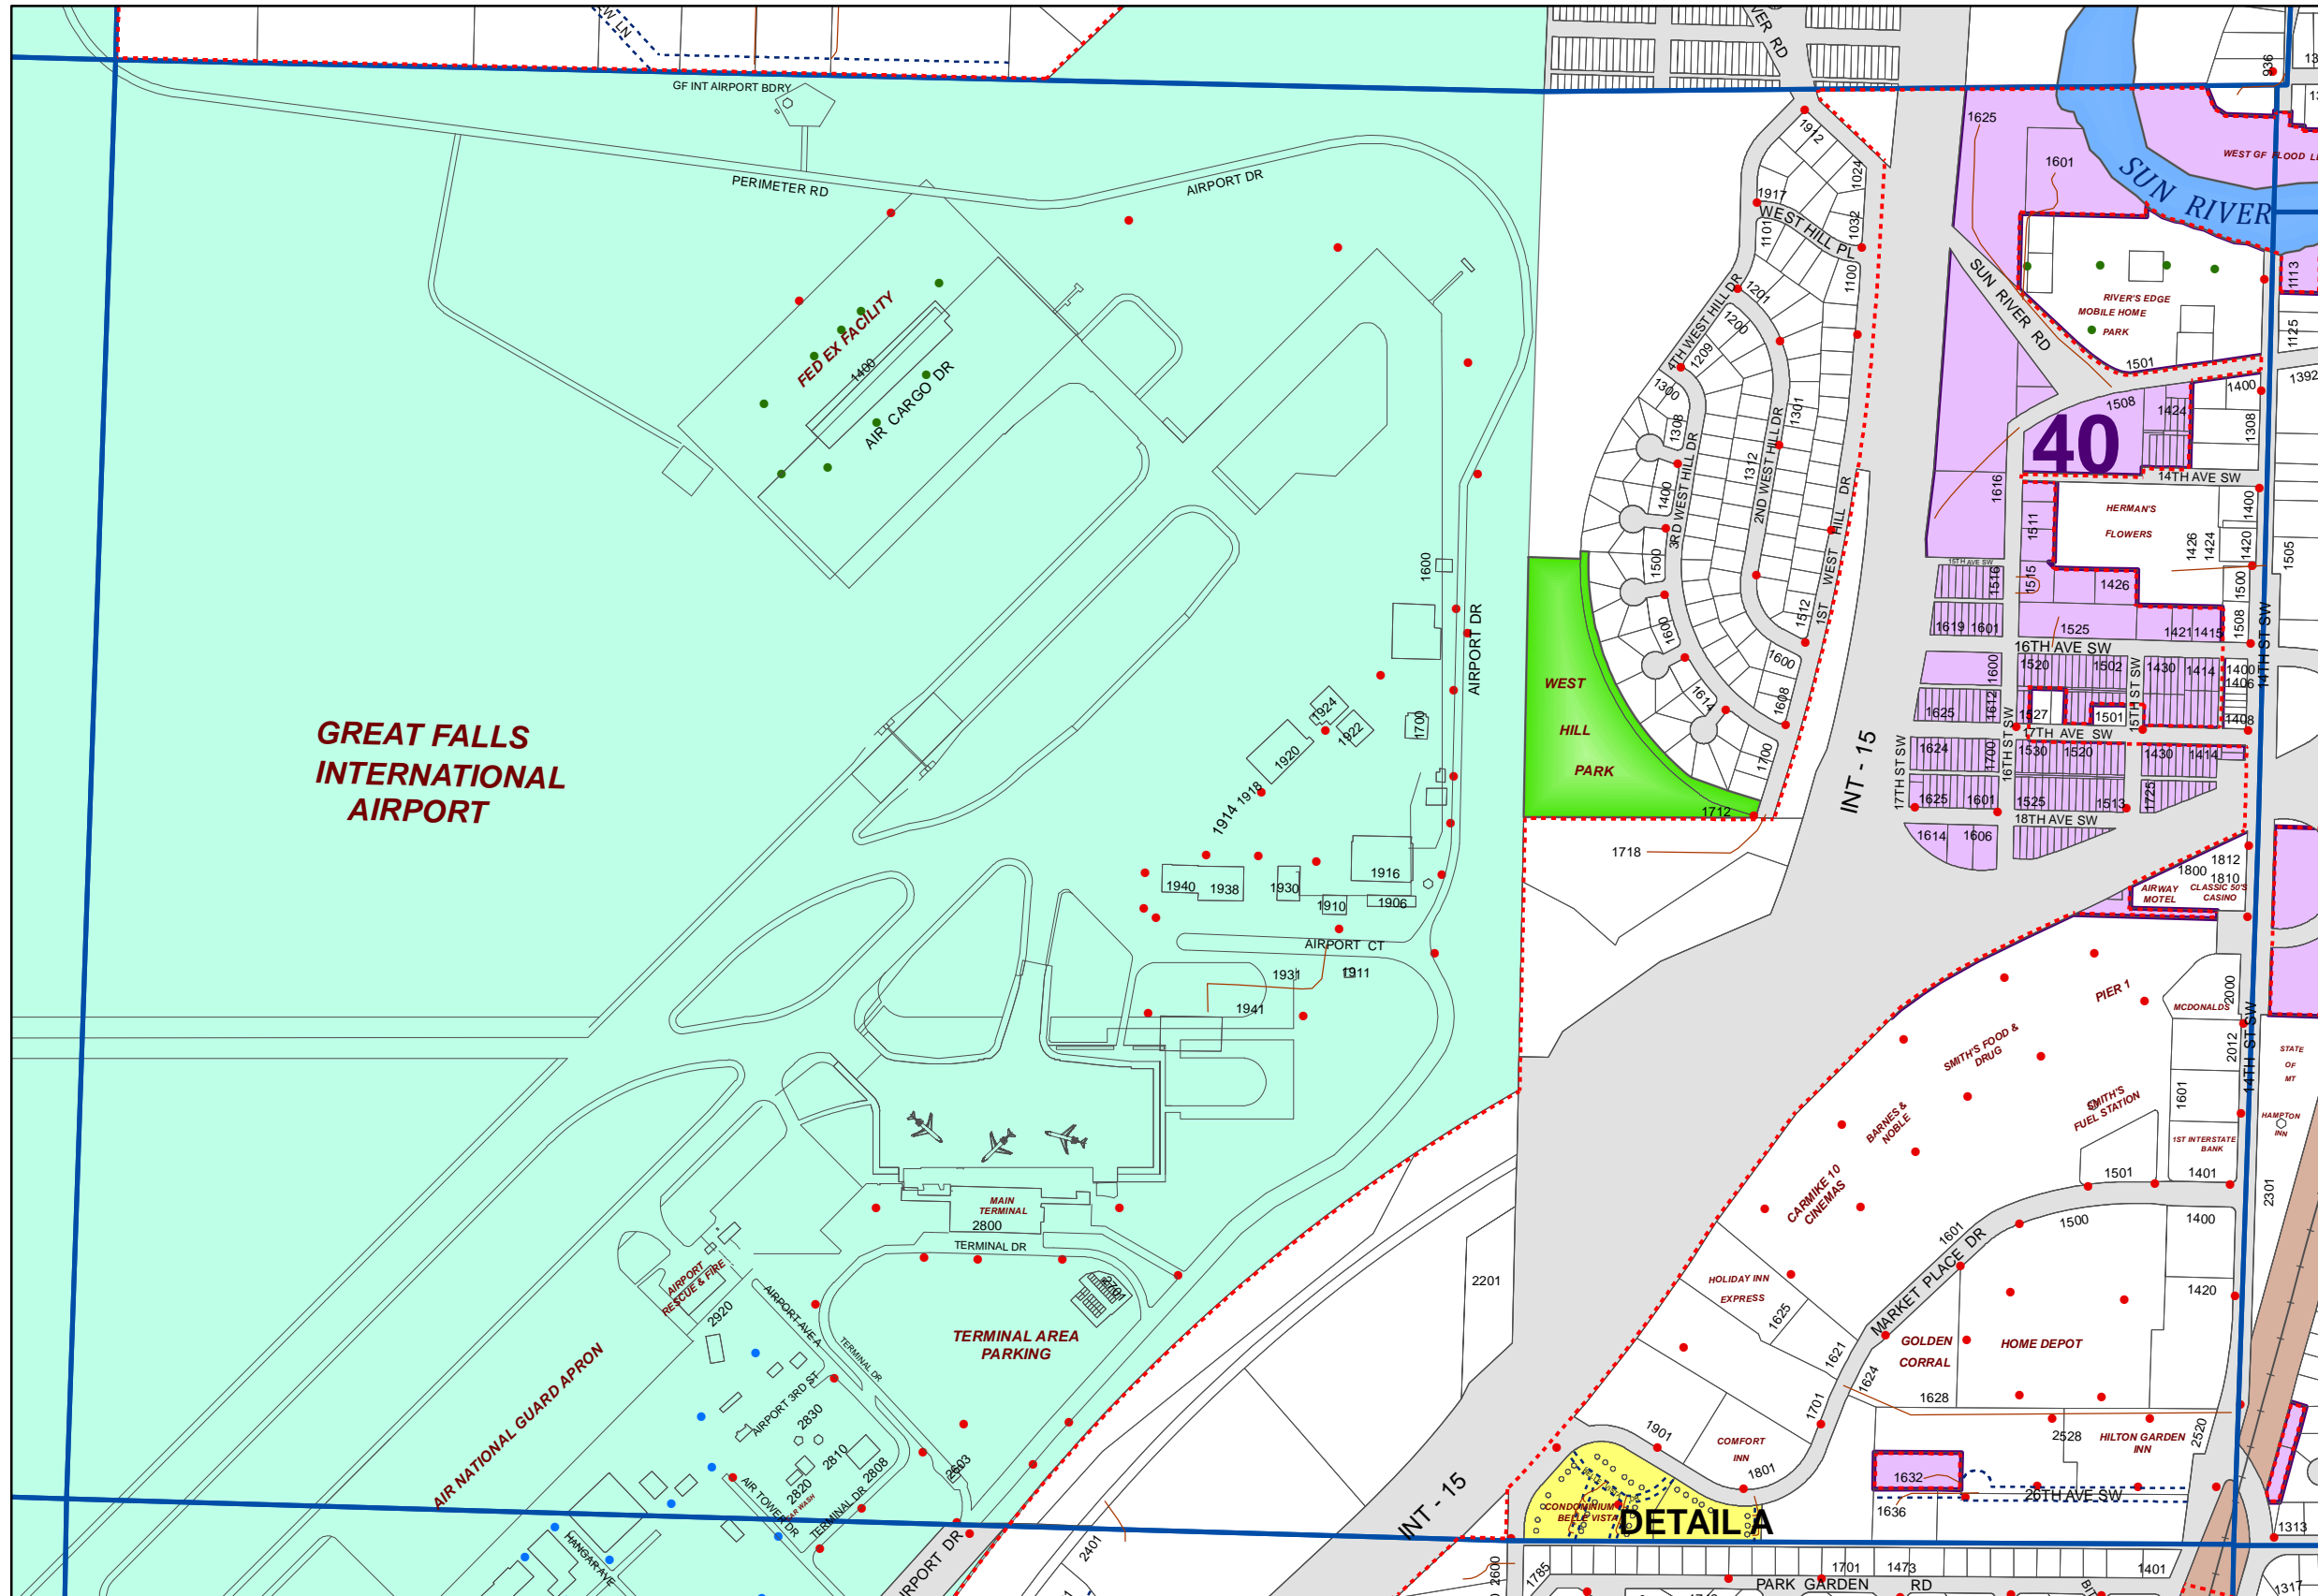 W LN
VER RD
936
GF INT AIRPORT BDRY
PERIMETER RD
AIRPORT DR
1912
1024
1917
WEST HILL PL
1032
1101
1100
1625
1601
WEST GF FLOOD
SUN RIVER
1113
SUN RIVER RD
RIVER'S EDGE
MOBILE HOME
PARK
1125
1501
1392
1400
1508
1424
1308
40
14TH AVE SW
FED EX FACILITY
1400
AIR CARGO DR
4TH WEST HILL DR
1201
1200
1209
1300
1308
1301
1312
1400
3RD WEST HILL DR
2ND WEST HILL DR
1500
1512
1ST WEST HILL DR
1600
1600
1608
1614
1700
1712
1718
WEST
HILL
PARK
INT - 15
1616
1511
HERMAN'S
FLOWERS
1426
1424
1400
1420
1505
15TH AVE SW
1516
1515
1426
1500
1508
1619 1601
1525
1421 1415
16TH AVE SW
14TH ST SW
1600
1520
1502
1430
1414
1400
1406
1625
1612
1527
1501
15TH ST SW
1408
17TH AVE SW
17TH ST SW
1624
1700
16TH ST SW
1530
1520
1430
1414
1625
1601
1525
1513
1725
18TH AVE SW
1614
1606
1812
1800
1810
AIRWAY
MOTEL
CLASSIC 50'S
CASINO
GREAT FALLS
INTERNATIONAL
AIRPORT
1600
AIRPORT DR
1924
1922
1920
1700
1914 1918
1916
1940
1938
1930
1910
1906
AIRPORT CT
1931
1911
1941
PIER 1
MCDONALDS
2000
SMITH'S FOOD &
DRUG
14TH ST SW
2012
STATE
OF
MT
BARNES &
NOBLE
SMITH'S
FUEL STATION
1601
HAMPTON
INN
1ST INTERSTATE
BANK
1501
1401
CARMIKE 10
CINEMAS
2301
1601
1500
1400
MARKET PLACE DR
1420
HOLIDAY INN
EXPRESS
1625
2201
GOLDEN
CORRAL
HOME DEPOT
1621
1624
1628
1701
1901
COMFORT
INN
1801
2528
HILTON GARDEN
INN
2520
1632
1636
26TH AVE SW
1313
CONDOMINIUM
BELLE VISTA
DETAIL A
INT - 15
MAIN
TERMINAL
2800
TERMINAL DR
2701
AIRPORT
RESCUE & FIRE
2920
AIRPORT AVE A
TERMINAL DR
TERMINAL AREA
PARKING
AIR NATIONAL GUARD APRON
AIRPORT 3RD ST
2830
2810
2808
2820
2603
AIR TOWER DR
TERMINAL DR
HANGAR AVE
AIRPORT DR
2401
2600
1785
1701
1473
1401
PARK GARDEN RD
1317